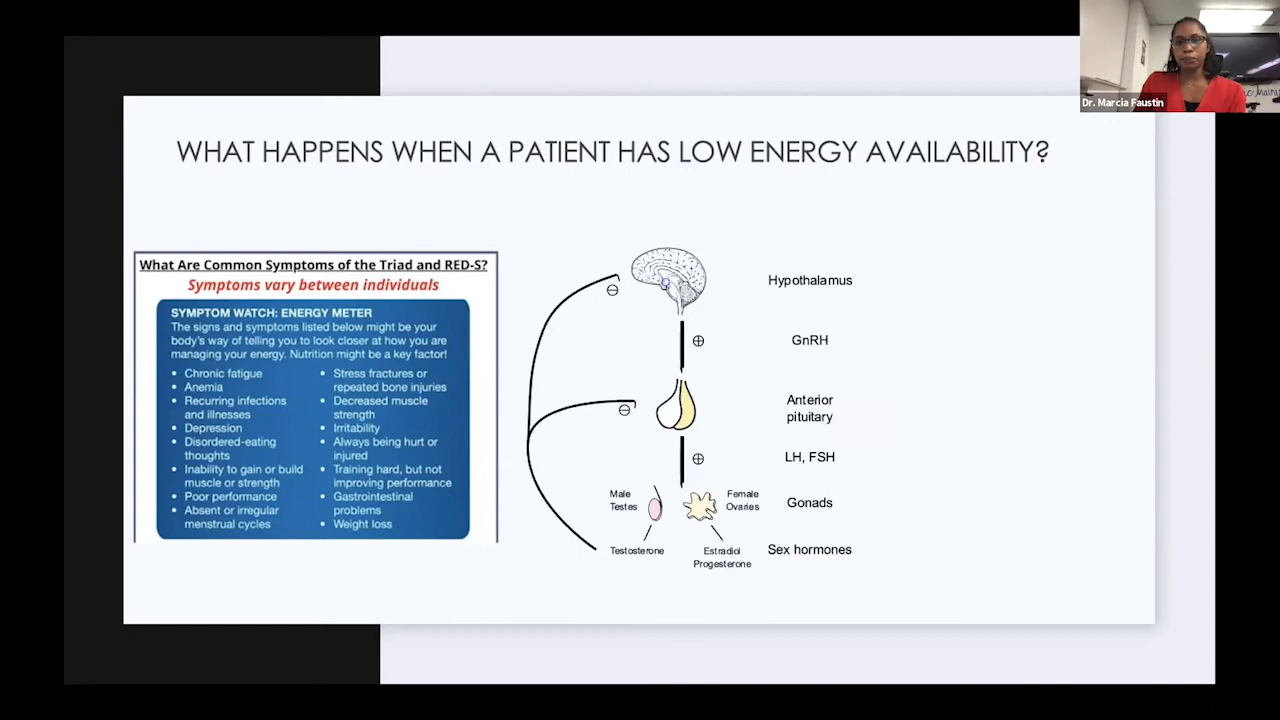 Dr. Marcia Faustin
WHAT HAPPENS WHEN A PATIENT HAS LOW ENERGY AVAILABILITY?
What Are Common Symptoms of the Triad and RED-S?
Symptoms vary between individuals
SYMPTOM WATCH: ENERGY METER
The signs and symptoms listed below might be your
body's way of telling you to look closer at how you are
managing your energy. Nutrition might be a key factor!
• Chronic fatigue
• Anemia
• Recurring infections
and illnesses
• Depression
• Disordered-eating
thoughts
• Inability to gain or build
muscle or strength
• Poor performance
• Absent or irregular
menstrual cycles
• Stress fractures or
repeated bone injuries
• Decreased muscle
strength
• Irritability
• Always being hurt or
injured
• Training hard, but not
improving performance
• Gastrointestinal
problems
• Weight loss
Hypothalamus
GnRH
Anterior
pituitary
LH, FSH
Male
Testes
Female
Ovaries
Gonads
Testosterone
Estradiol
Progesterone
Sex hormones